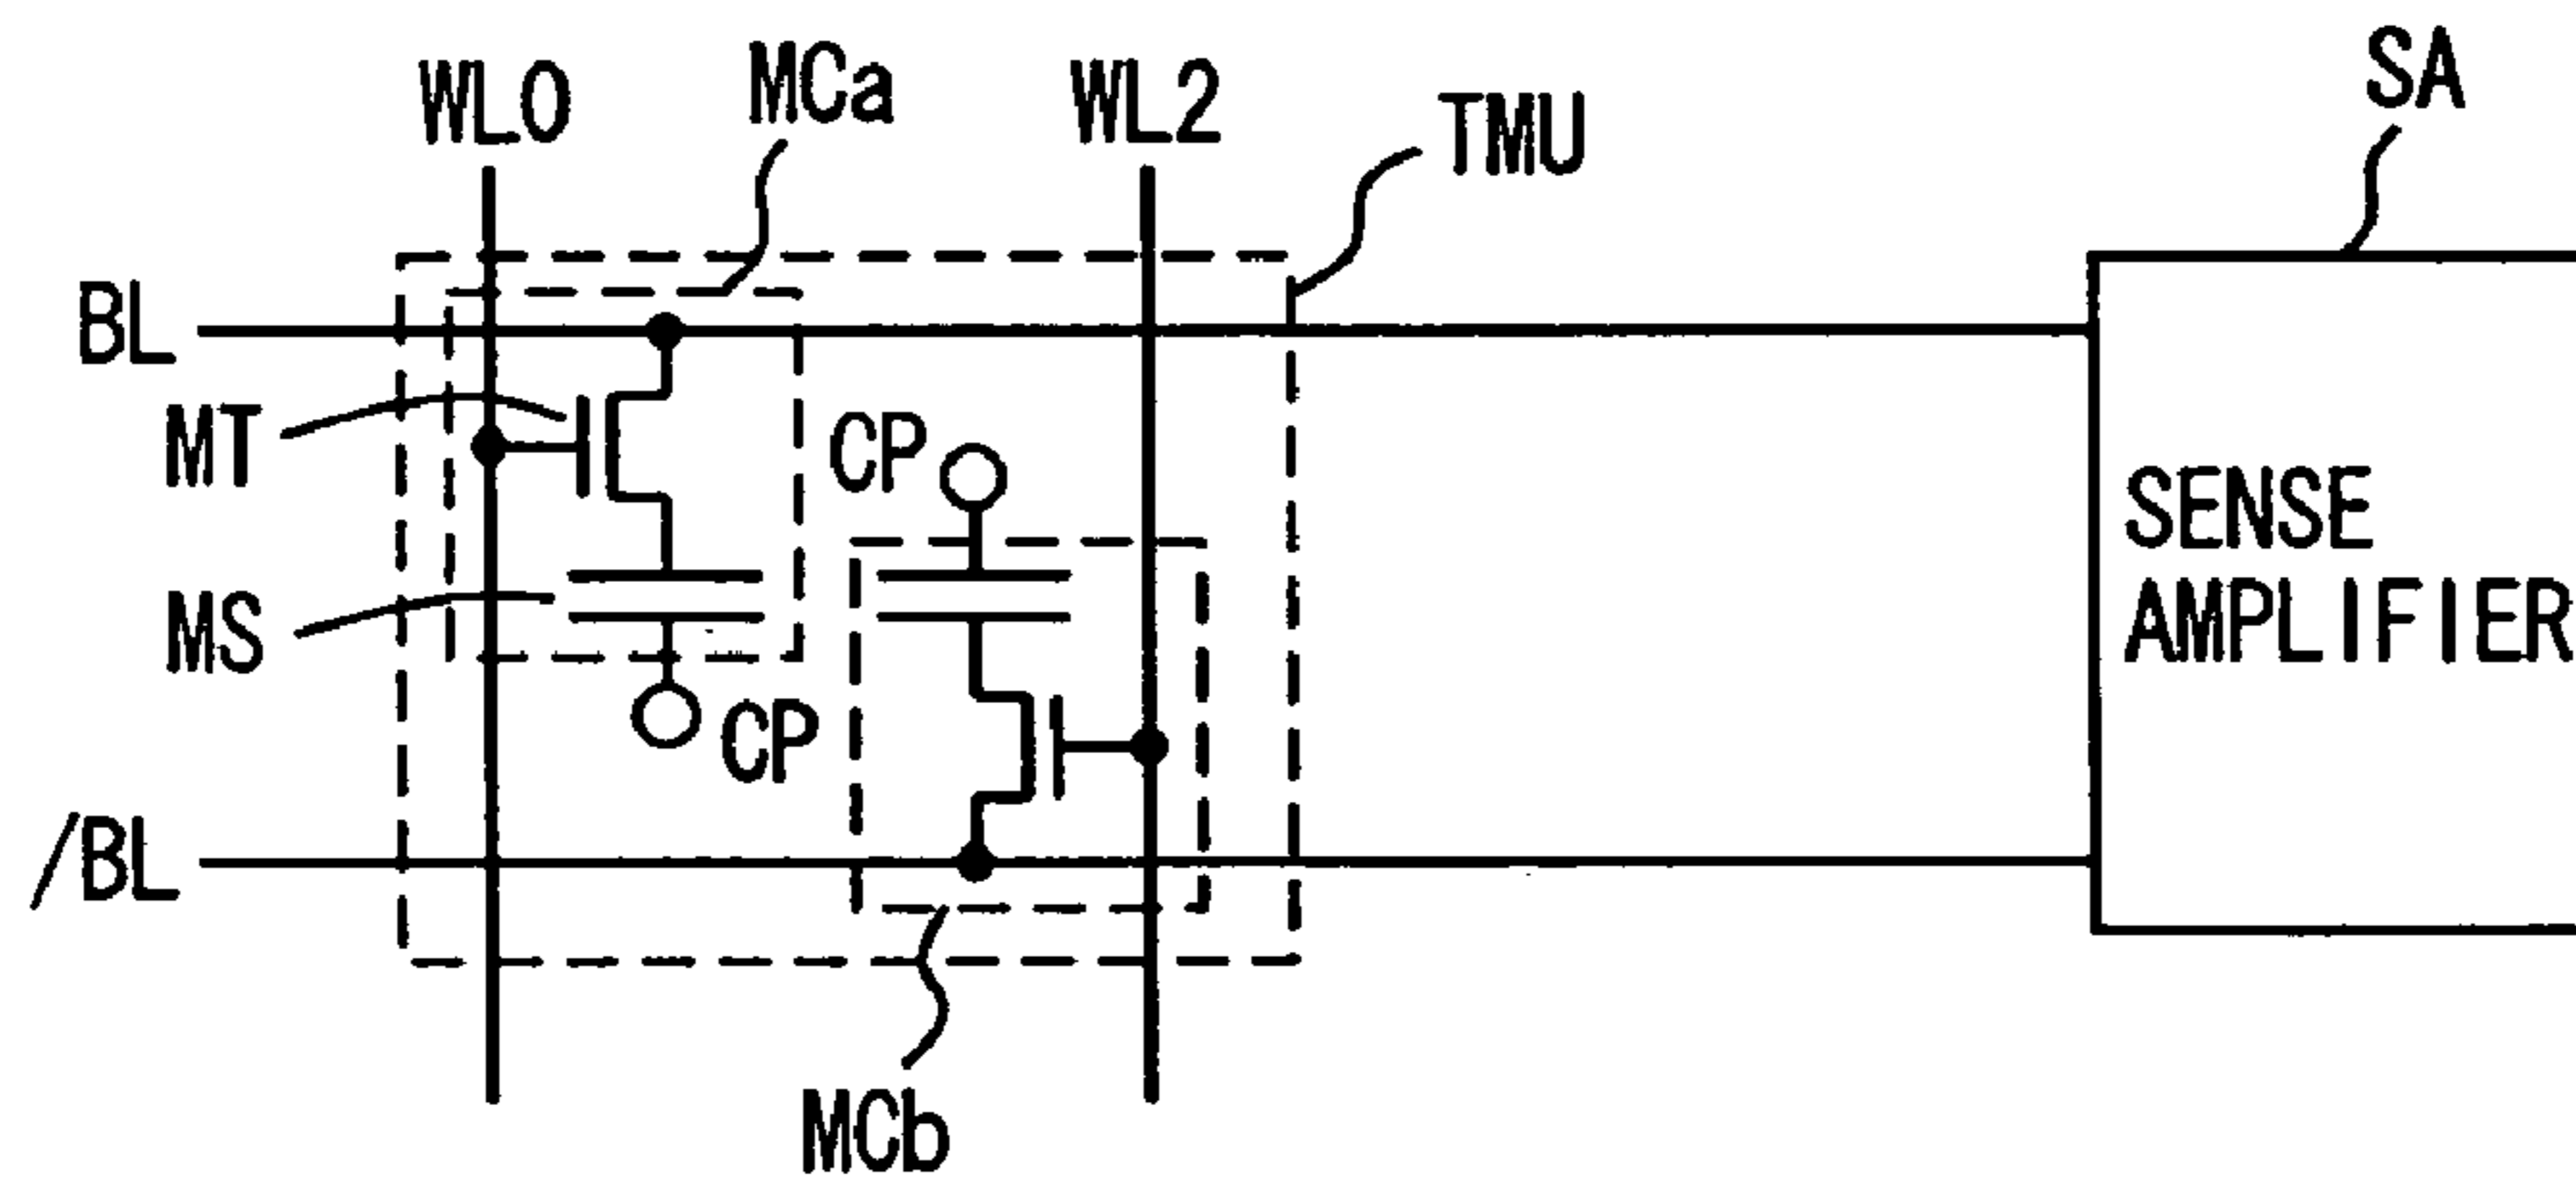 SA
MCa
WL0
WL2
TMU
BL
MT
CP
SENSE
AMPLIFIER
MS
CP
/BL
MCb